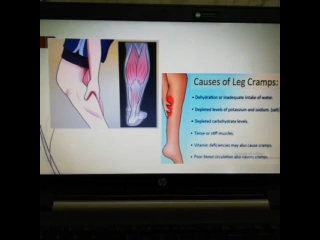 Causes of Leg Cramps:
• Dehydration or inadequate intake of water.
• Depleted levels of potassium and sodium. (salt)
• Depleted carbohydrate levels.
• Tense or stiff muscles.
• Vitamin deficiencies may also cause cramps.
• Poor blood circulation also causes cramps.
hp